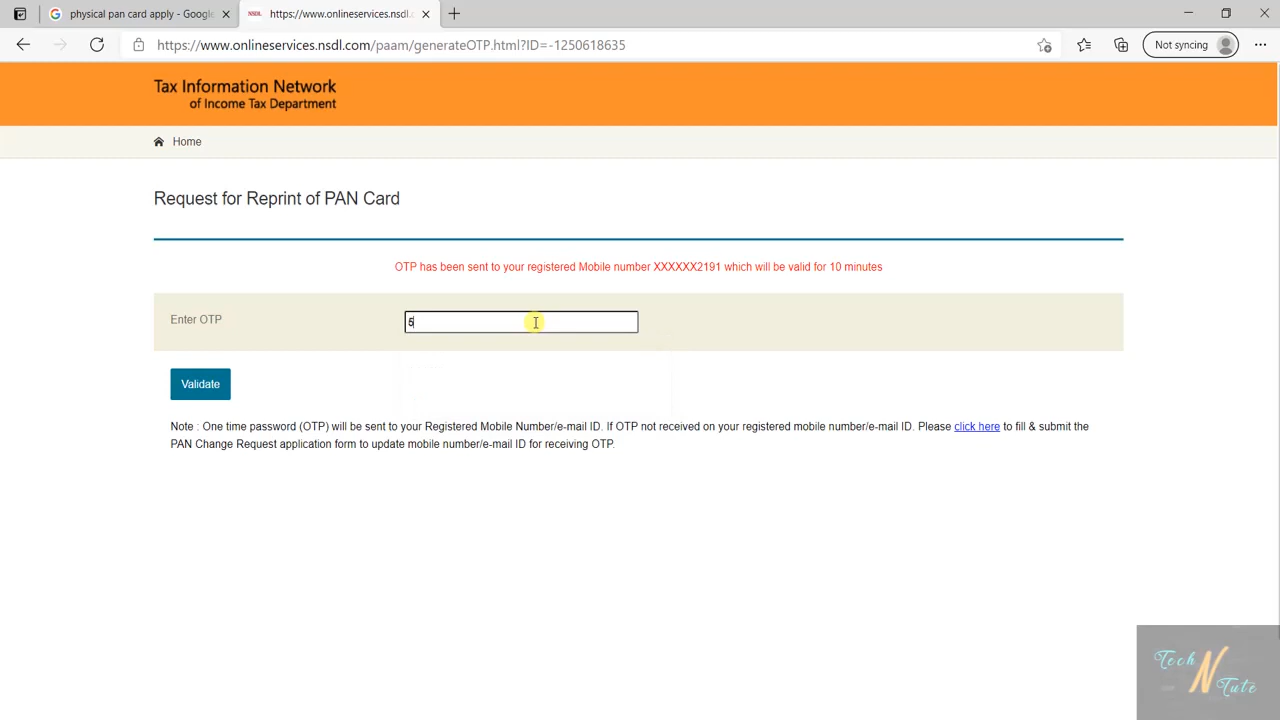 physical pan card apply - Google
NSDL https://www.onlineservices.nsdl.
https://www.onlineservices.nsdl.com/paam/generateOTP.html?ID=-1250618635
Not syncing
Tax Information Network
of Income Tax Department
Home
Request for Reprint of PAN Card
OTP has been sent to your registered Mobile number XXXXXX2191 which will be valid for 10 minutes
Enter OTP
5
Validate
Note : One time password (OTP) will be sent to your Registered Mobile Number/e-mail ID. If OTP not received on your registered mobile number/e-mail ID. Please click here to fill & submit the
PAN Change Request application form to update mobile number/e-mail ID for receiving OTP.
Tech
N
Tute